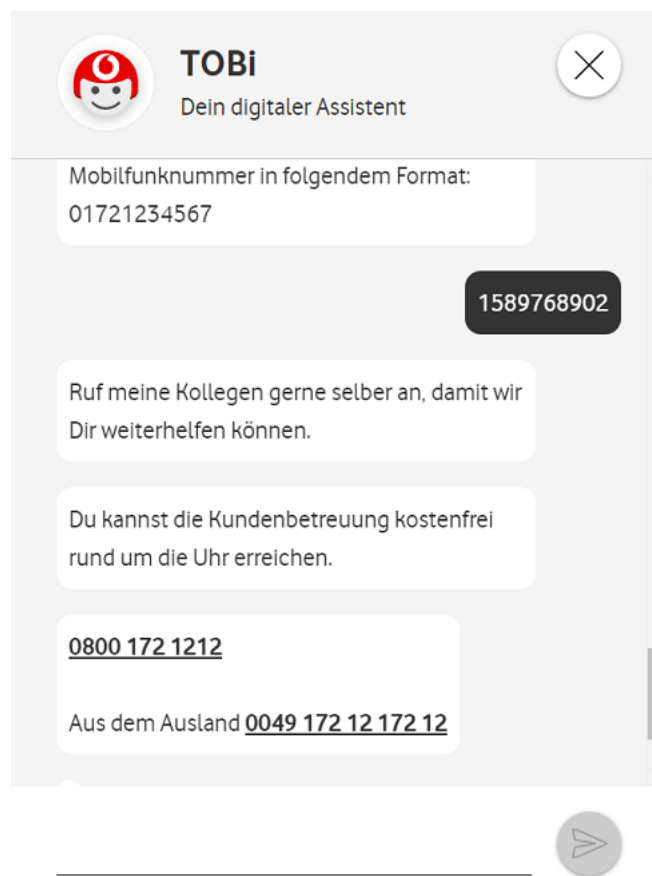 TOBi
Dein digitaler Assistent
Mobilfunknummer in folgendem Format:
01721234567
1589768902
Ruf meine Kollegen gerne selber an, damit wir
Dir weiterhelfen können.
Du kannst die Kundenbetreuung kostenfrei
rund um die Uhr erreichen.
0800 172 1212
Aus dem Ausland 0049 172 12 172 12